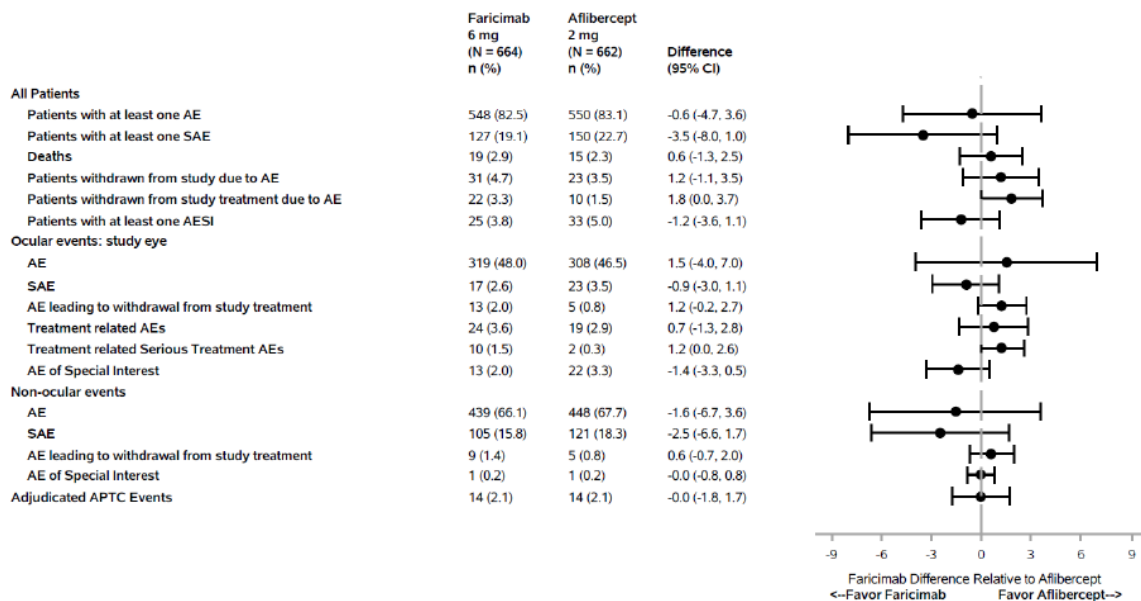 Faricimab Aflibercept
6 mg 2 mg
(N = 664) (N = 662) Difference
n (%) n (%) (95% CI)
All Patients
Patients with at least one AE 548 (82.5) 550 (83.1) -0.6 (-4.7, 3.6)
Patients with at least one SAE 127 (19.1) 150 (22.7) -3.5 (-8.0, 1.0)
Deaths 19 (2.9) 15 (2.3) 0.6 (-1.3, 2.5)
Patients withdrawn from study due to AE 31 (4.7) 23 (3.5) 1.2 (-1.1, 3.5)
Patients withdrawn from study treatment due to AE 22 (3.3) 10 (1.5) 1.8 (0.0, 3.7)
Patients with at least one AESI 25 (3.8) 33 (5.0) -1.2 (-3.6, 1.1)
Ocular events: study eye
AE 319 (48.0) 308 (46.5) 1.5 (-4.0, 7.0)
SAE 17 (2.6) 23 (3.5) -0.9 (-3.0, 1.1)
AE leading to withdrawal from study treatment 13 (2.0) 5 (0.8) 1.2 (-0.2, 2.7)
Treatment related AEs 24 (3.6) 19 (2.9) 0.7 (-1.3, 2.8)
Treatment related Serious Treatment AEs 10 (1.5) 2 (0.3) 1.2 (0.0, 2.6)
AE of Special Interest 13 (2.0) 22 (3.3) -1.4 (-3.3, 0.5)
Non-ocular events
AE 439 (66.1) 448 (67.7) -1.6 (-6.7, 3.6)
SAE 105 (15.8) 121 (18.3) -2.5 (-6.6, 1.7)
AE leading to withdrawal from study treatment 9 (1.4) 5 (0.8) 0.6 (-0.7, 2.0)
AE of Special Interest 1 (0.2) 1 (0.2) -0.0 (-0.8, 0.8)
Adjudicated APTC Events 14 (2.1) 14 (2.1) -0.0 (-1.8, 1.7)
-9 -6 -3 0 3 6 9
Faricimab Difference Relative to Aflibercept
<--Favor Faricimab Favor Aflibercept-->